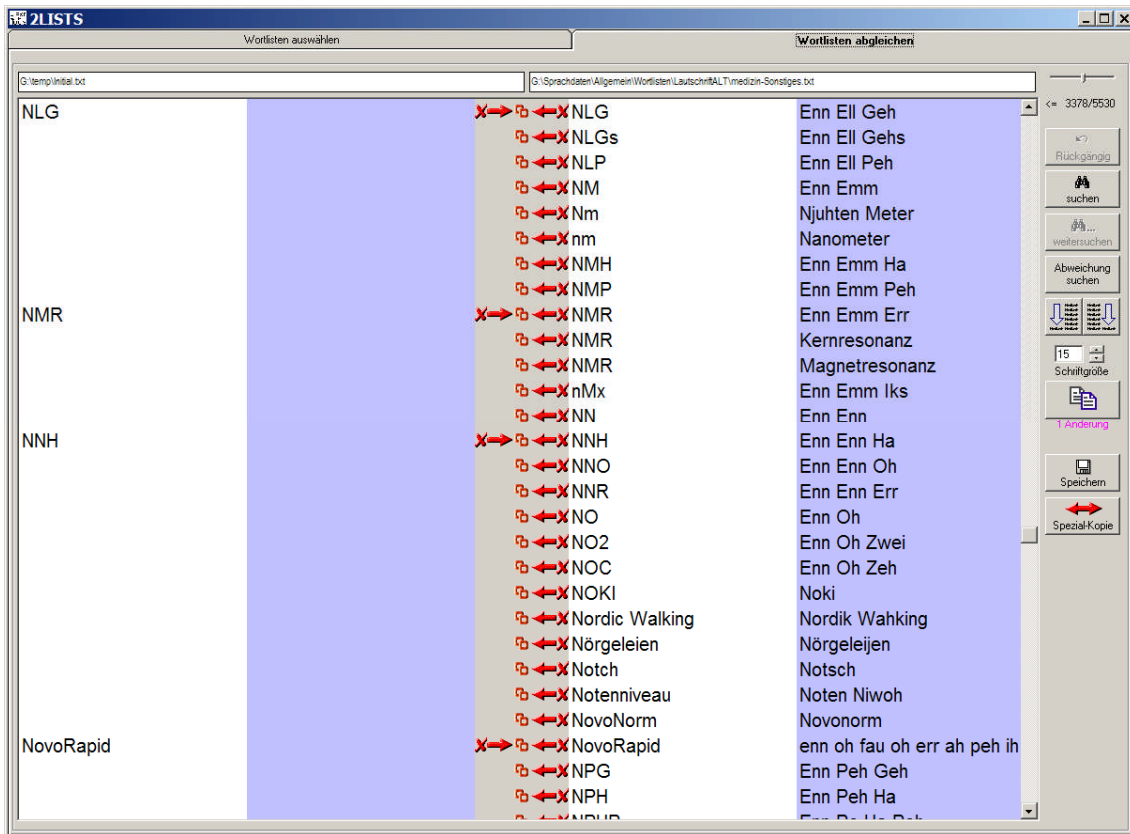 2LISTS
Wortlisten auswählen Wortlisten abgleichen
G:\temp\Initial.txt G:\Sprachdaten\Allgemein\Wortlisten\LautschriftALT\medizin-Sonstiges.txt
<= 3378/5530
NLG NLG Enn Ell Geh
NLGs Enn Ell Gehs
NLP Enn Ell Peh
NM Enn Emm
Nm Njuhten Meter
nm Nanometer
NMH Enn Emm Ha
NMP Enn Emm Peh
NMR NMR Enn Emm Err
NMR Kernresonanz
NMR Magnetresonanz
nMx Enn Emm Iks
NN Enn Enn
NNH NNH Enn Enn Ha
NNO Enn Enn Oh
NNR Enn Enn Err
NO Enn Oh
NO2 Enn Oh Zwei
NOC Enn Oh Zeh
NOKI Noki
Nordic Walking Nordik Wahking
Nörgeleien Nörgeleijen
Notch Notsch
Notenniveau Noten Niwoh
NovoNorm Novonorm
NovoRapid NovoRapid enn oh fau oh err ah peh ih
NPG Enn Peh Geh
NPH Enn Peh Ha
Rückgängig
suchen
weitersuchen
Abweichung
suchen
15
Schriftgröße
1 Änderung
Speichern
Spezial-Kopie